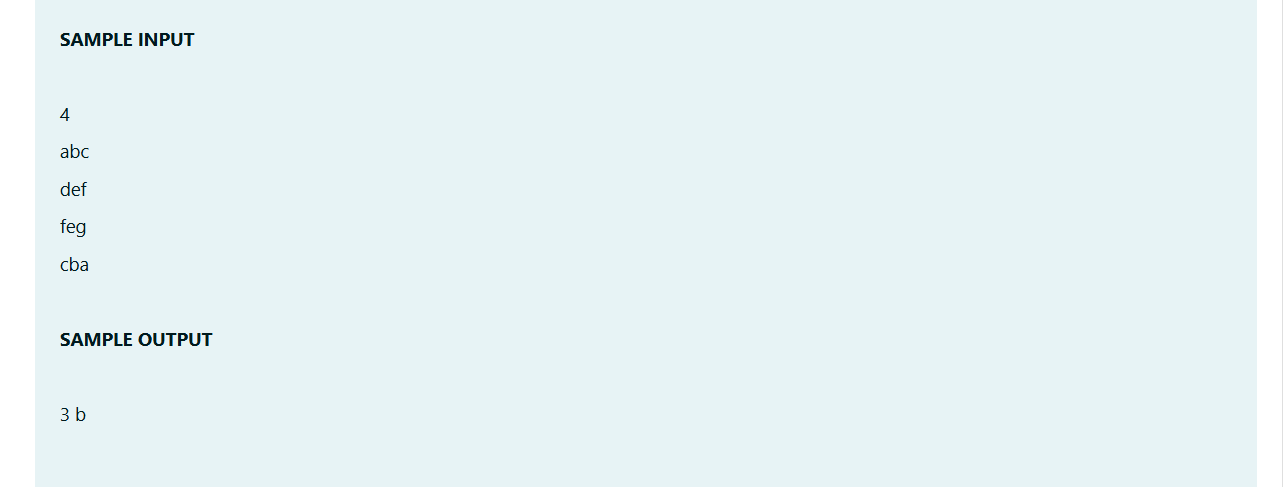 SAMPLE INPUT
4
abc
def
feg
cba
SAMPLE OUTPUT
3 b